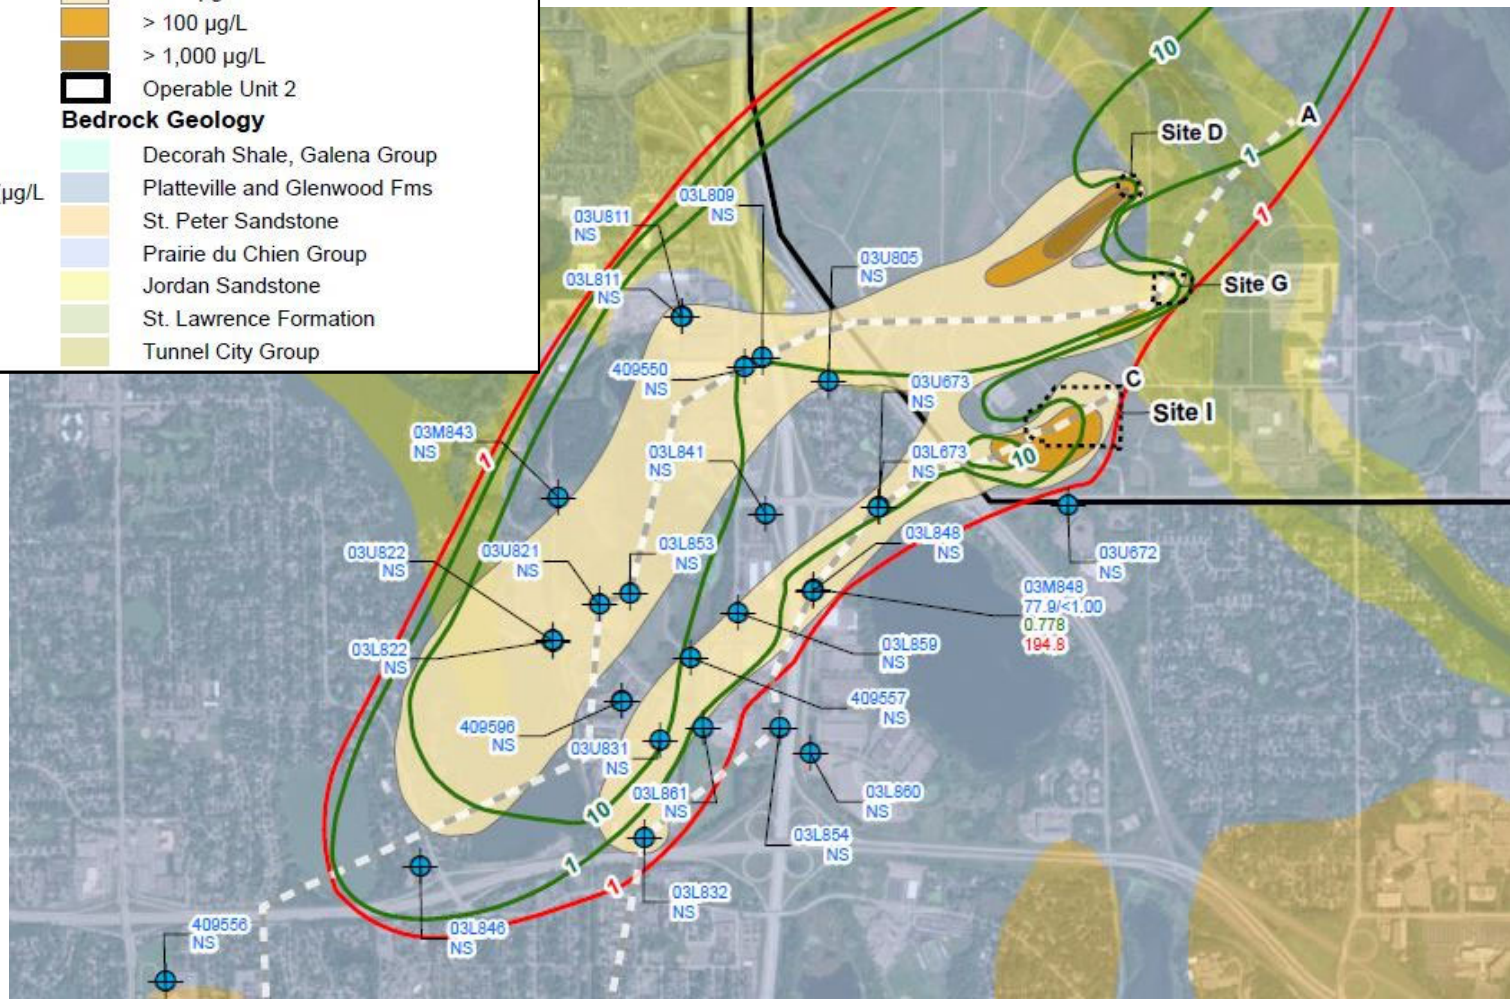 > 100 µg/L
> 1,000 µg/L
Operable Unit 2
Bedrock Geology
Decorah Shale, Galena Group
µg/L
Platteville and Glenwood Fms
St. Peter Sandstone
Prairie du Chien Group
Jordan Sandstone
St. Lawrence Formation
Tunnel City Group
10
A
Site D
1
1
03L809
NS
03U811
NS
03U805
NS
03L811
NS
Site G
409550
NS
03U673
NS
C
Site I
03M843
NS
1
03L841
NS
03L673
NS
10
03L848
NS
03U822
NS
03U821
NS
03L853
NS
03U672
NS
03M848
77.9/<1.00
0.778
194.8
03L822
NS
03L859
NS
409557
NS
409596
NS
03U831
NS
03L861
NS
03L860
NS
10
03L854
NS
1
1
03L832
NS
409556
NS
03L846
NS